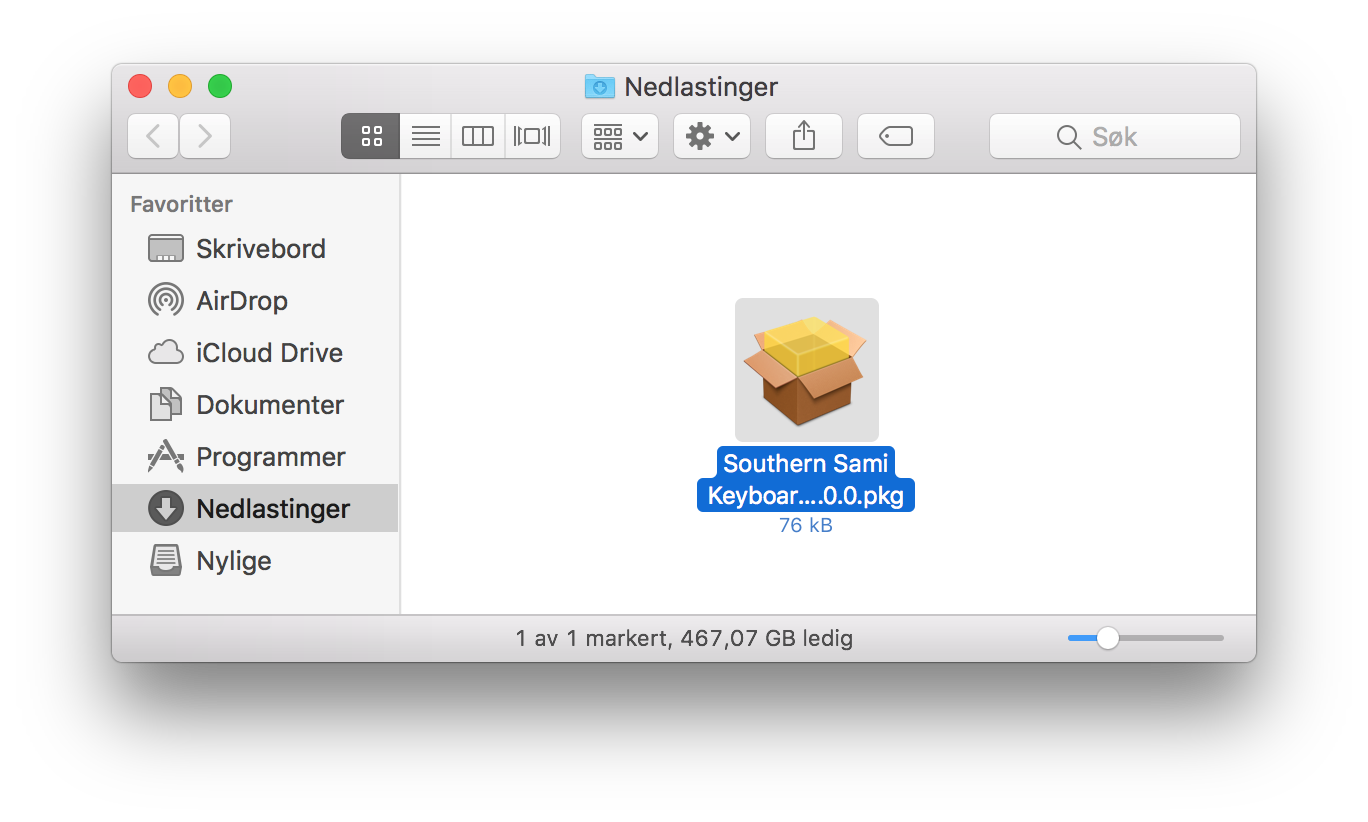 Nedlastinger
Søk
Favoritter
Skrivebord
AirDrop
iCloud Drive
Dokumenter
Programmer
Nedlastinger
Nylige
Southern Sami
Keyboar....0.0.pkg
76 kB
1 av 1 markert, 467,07 GB ledig